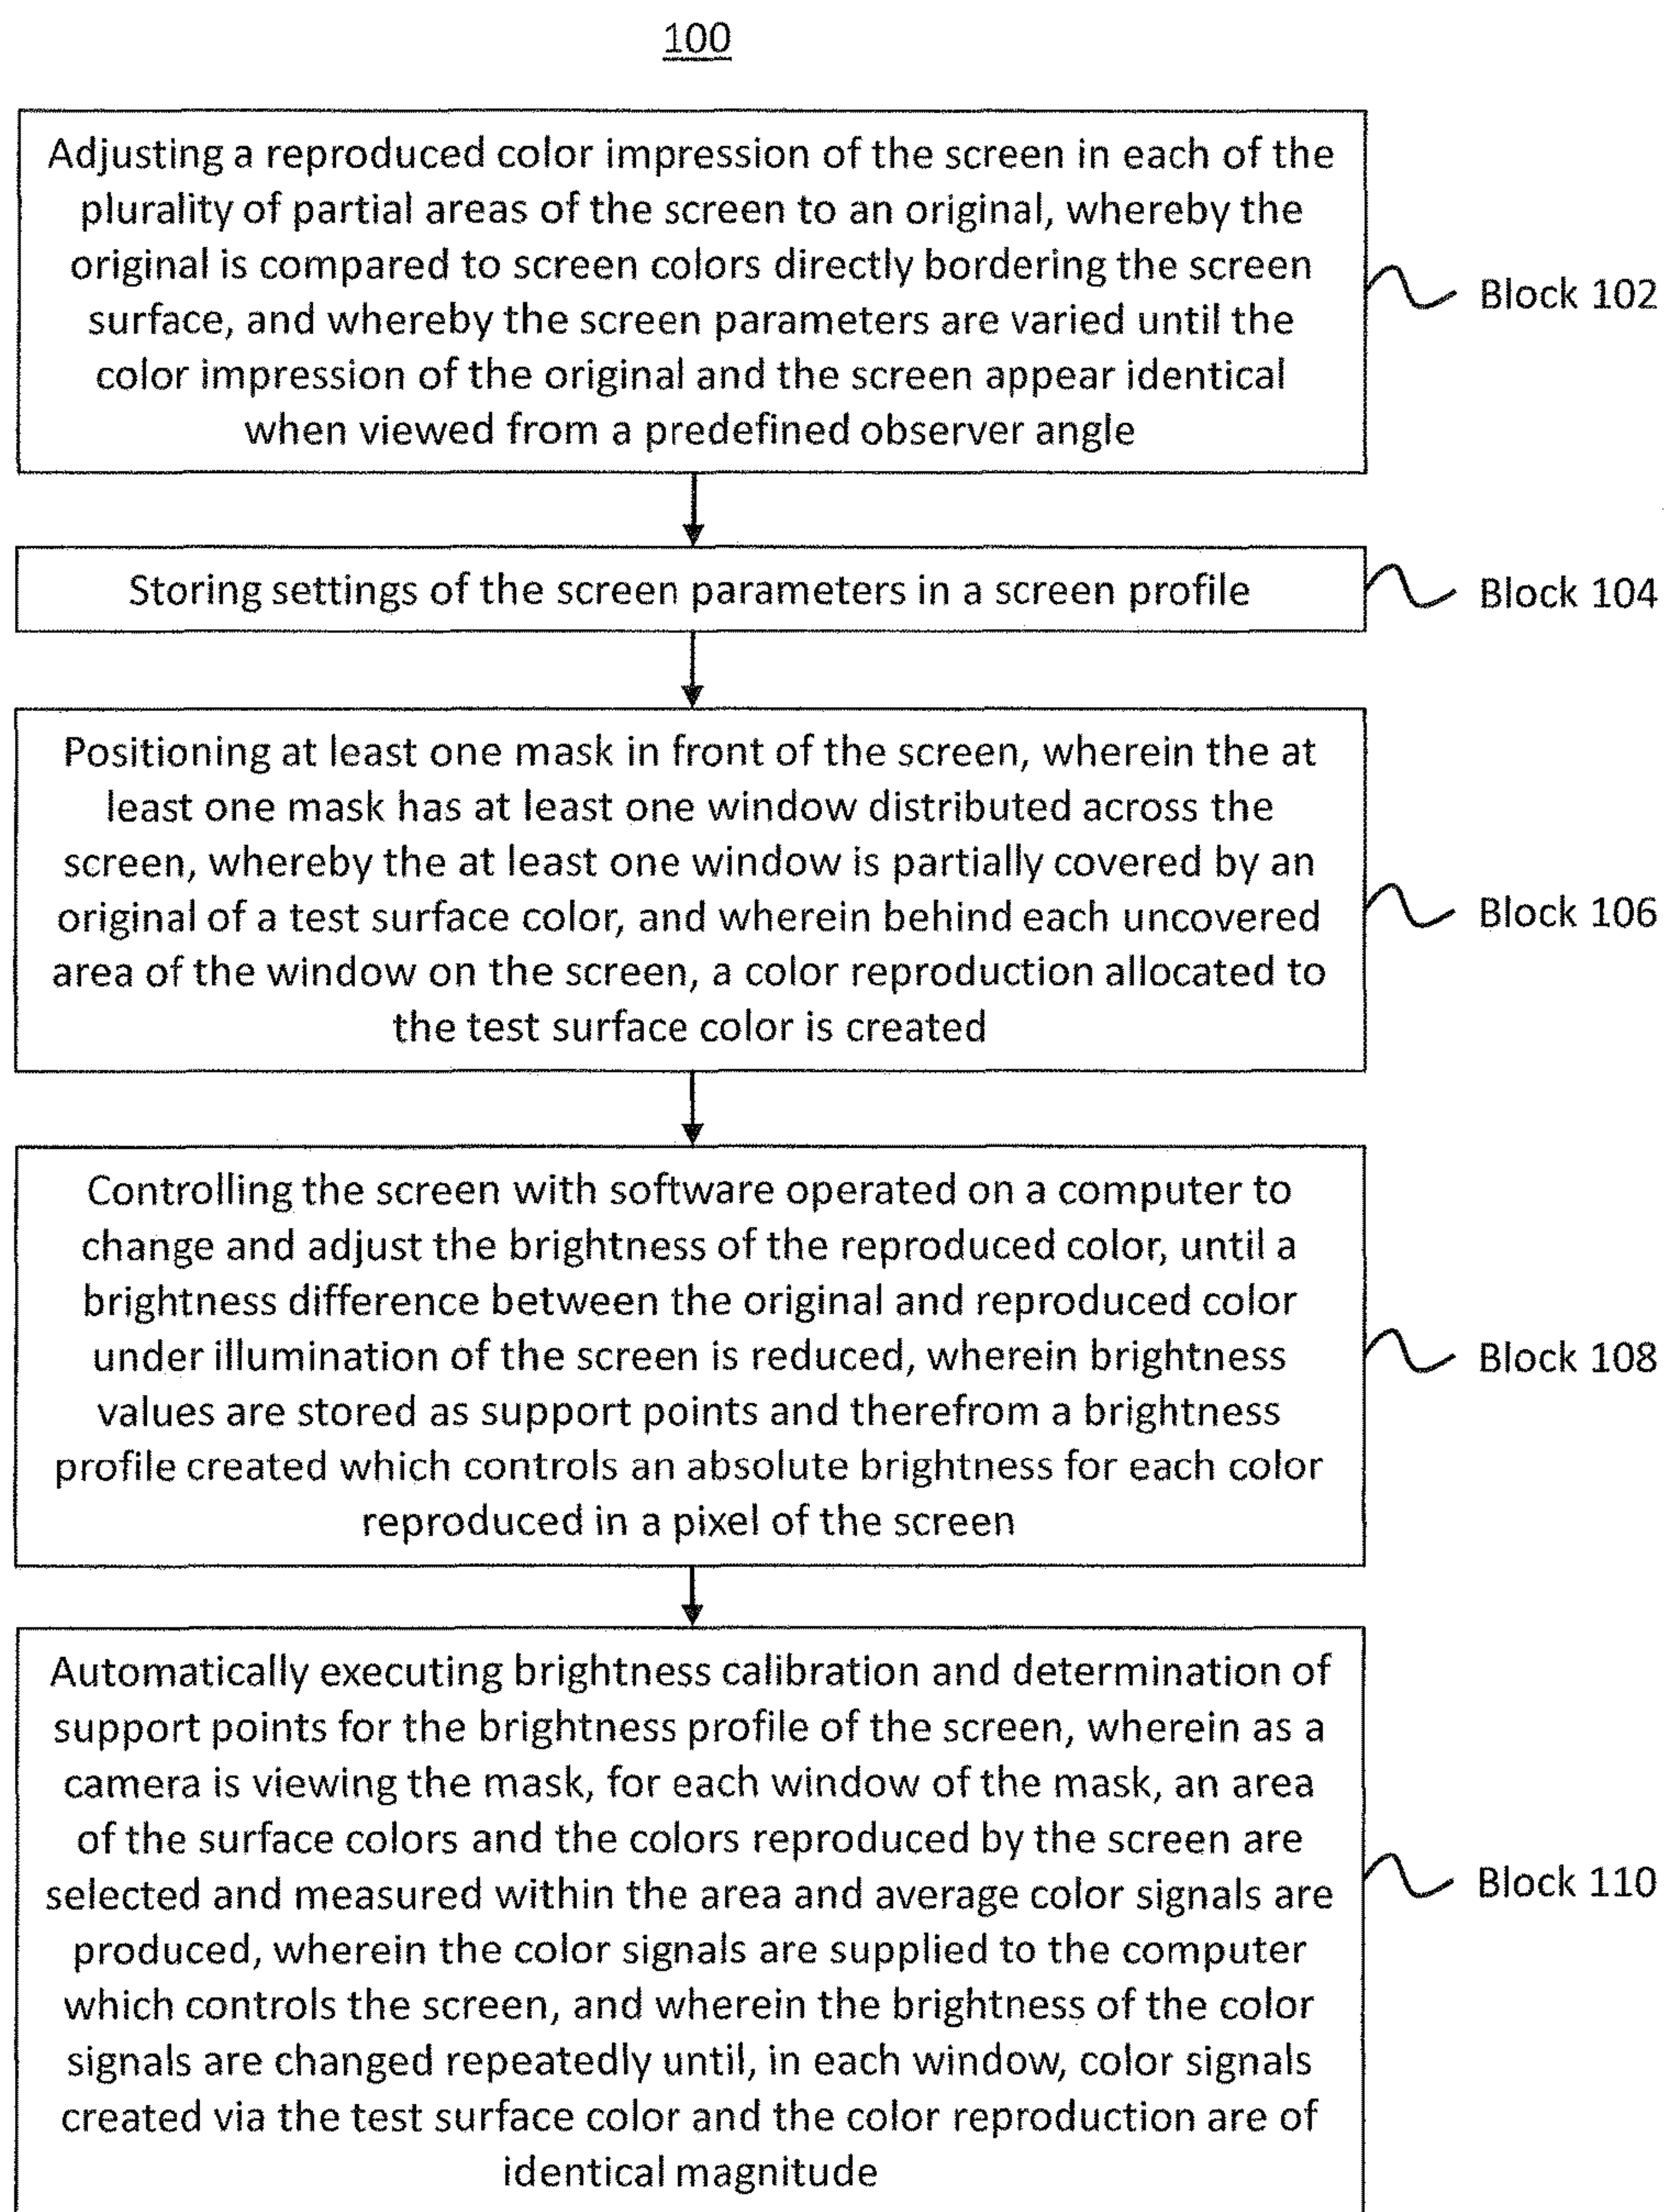 100
Adjusting a reproduced color impression of the screen in each of the
plurality of partial areas of the screen to an original, whereby the
original is compared to screen colors directly bordering the screen
surface, and whereby the screen parameters are varied until the
color impression of the original and the screen appear identical
when viewed from a predefined observer angle
Block 102
Storing settings of the screen parameters in a screen profile
Block 104
Positioning at least one mask in front of the screen, wherein the at
least one mask has at least one window distributed across the
screen, whereby the at least one window is partially covered by an
original of a test surface color, and wherein behind each uncovered
area of the window on the screen, a color reproduction allocated to
the test surface color is created
Block 106
Controlling the screen with software operated on a computer to
change and adjust the brightness of the reproduced color, until a
brightness difference between the original and reproduced color
under illumination of the screen is reduced, wherein brightness
values are stored as support points and therefrom a brightness
profile created which controls an absolute brightness for each color
reproduced in a pixel of the screen
Block 108
Automatically executing brightness calibration and determination of
support points for the brightness profile of the screen, wherein as a
camera is viewing the mask, for each window of the mask, an area
of the surface colors and the colors reproduced by the screen are
selected and measured within the area and average color signals are
produced, wherein the color signals are supplied to the computer
which controls the screen, and wherein the brightness of the color
signals are changed repeatedly until, in each window, color signals
created via the test surface color and the color reproduction are of
identical magnitude
Block 110